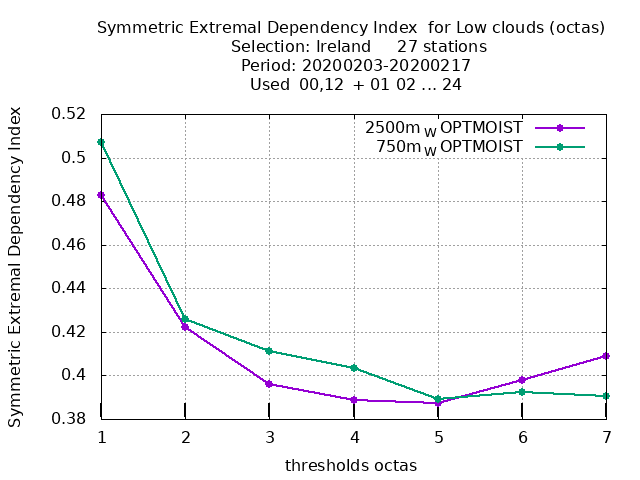 Symmetric Extremal Dependency Index for Low clouds (octas)
Selection: Ireland 27 stations
Period: 20200203-20200217
Used 00,12 + 01 02 ... 24
Symmetric Extremal Dependency Index
0.52
0.5
0.48
0.46
0.44
0.42
0.4
0.38
2500m W OPTMOIST
750m W OPTMOIST
1 2 3 4 5 6 7
thresholds octas